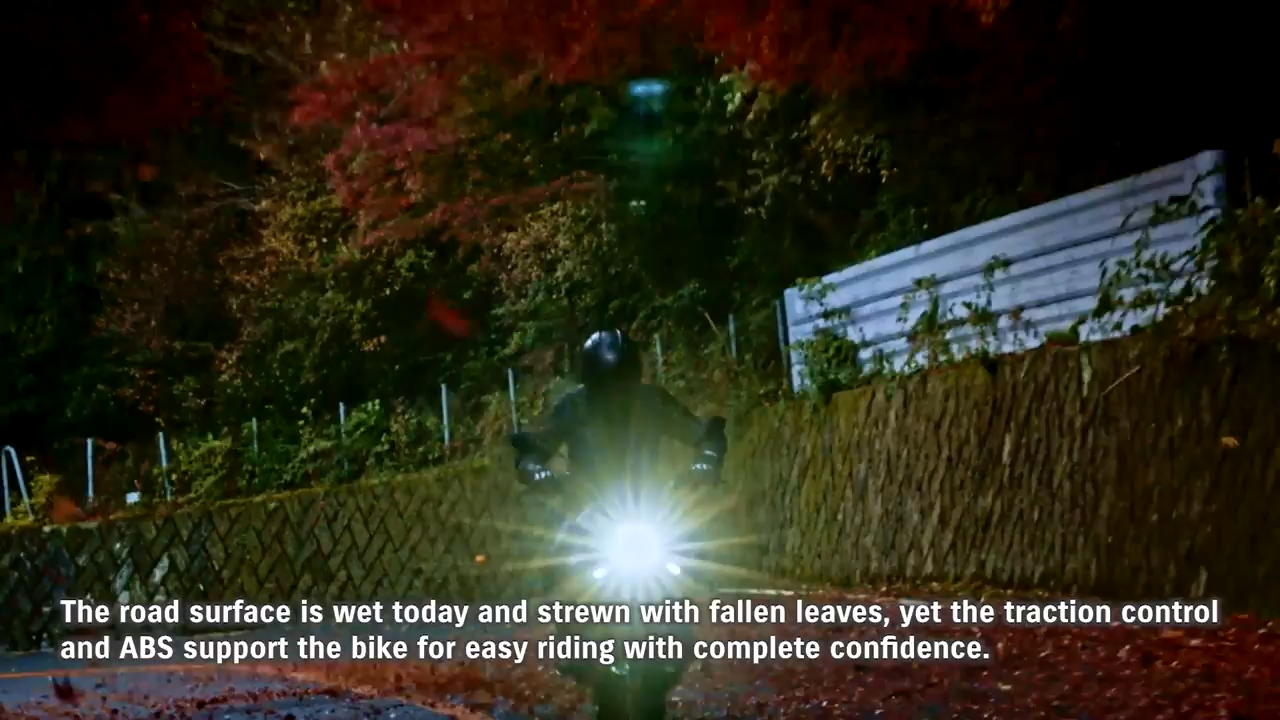 The road surface is wet today and strewn with fallen leaves, yet the traction control
and ABS support the bike for easy riding with complete confidence.